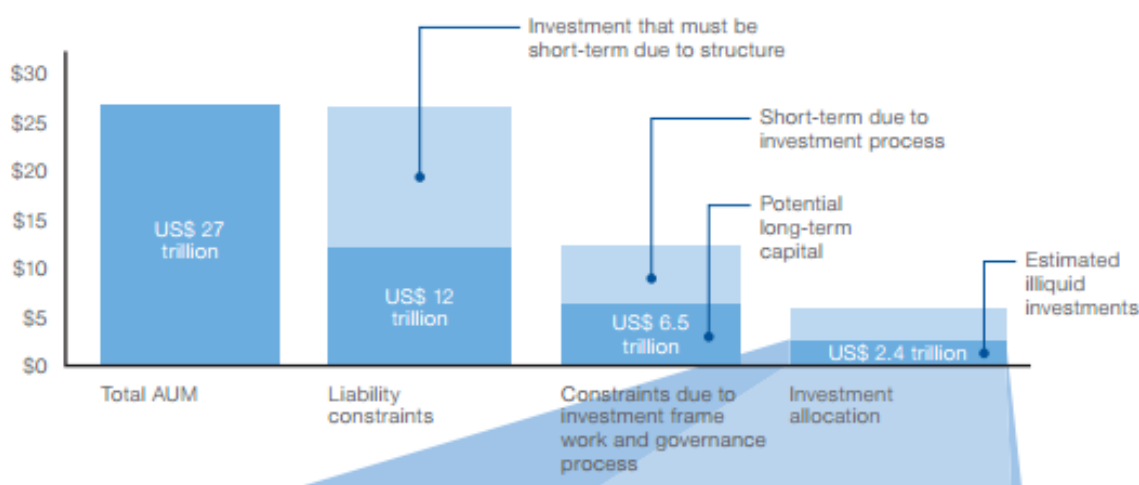 Investment that must be
short-term due to structure
$30
$25
$20
$15
$10
$5
$0
Short-term due to
investment process
Potential
long-term
capital
Estimated
illiquid
investments
US$ 27
trillion
US$ 12
trillion
US$ 6.5
trillion
US$ 2.4 trillion
Total AUM
Liability
constraints
Constraints due to
investment frame
work and governance
process
Investment
allocation